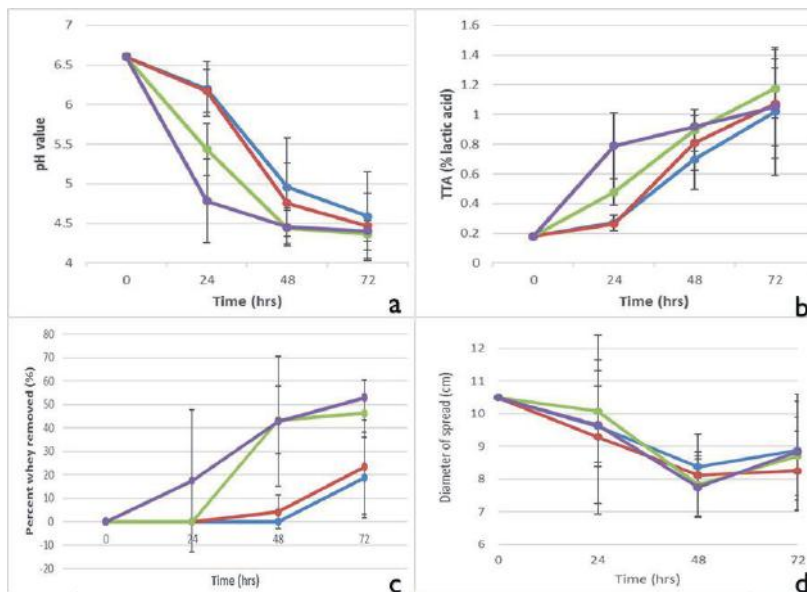 7
6.5
6
5.5
5
4.5
4
pH value
0 24 48 72
Time (hrs)
a
1.6
1.4
1.2
1
0.8
0.6
0.4
0.2
0
TTA (% lactic acid)
0 24 48 72
Time (hrs)
b
80
70
60
50
40
30
20
10
0
-10
-20
Percent whey removed (%)
0 24 48 72
Time (hrs)
c
12
11
10
9
8
7
6
Diameter of spread (cm)
0 24 48 72
Time (hrs)
d